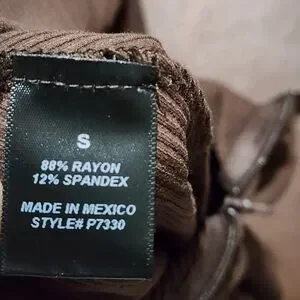 S
88% RAYON
12% SPANDEX
MADE IN MEXICO
STYLE# P7330